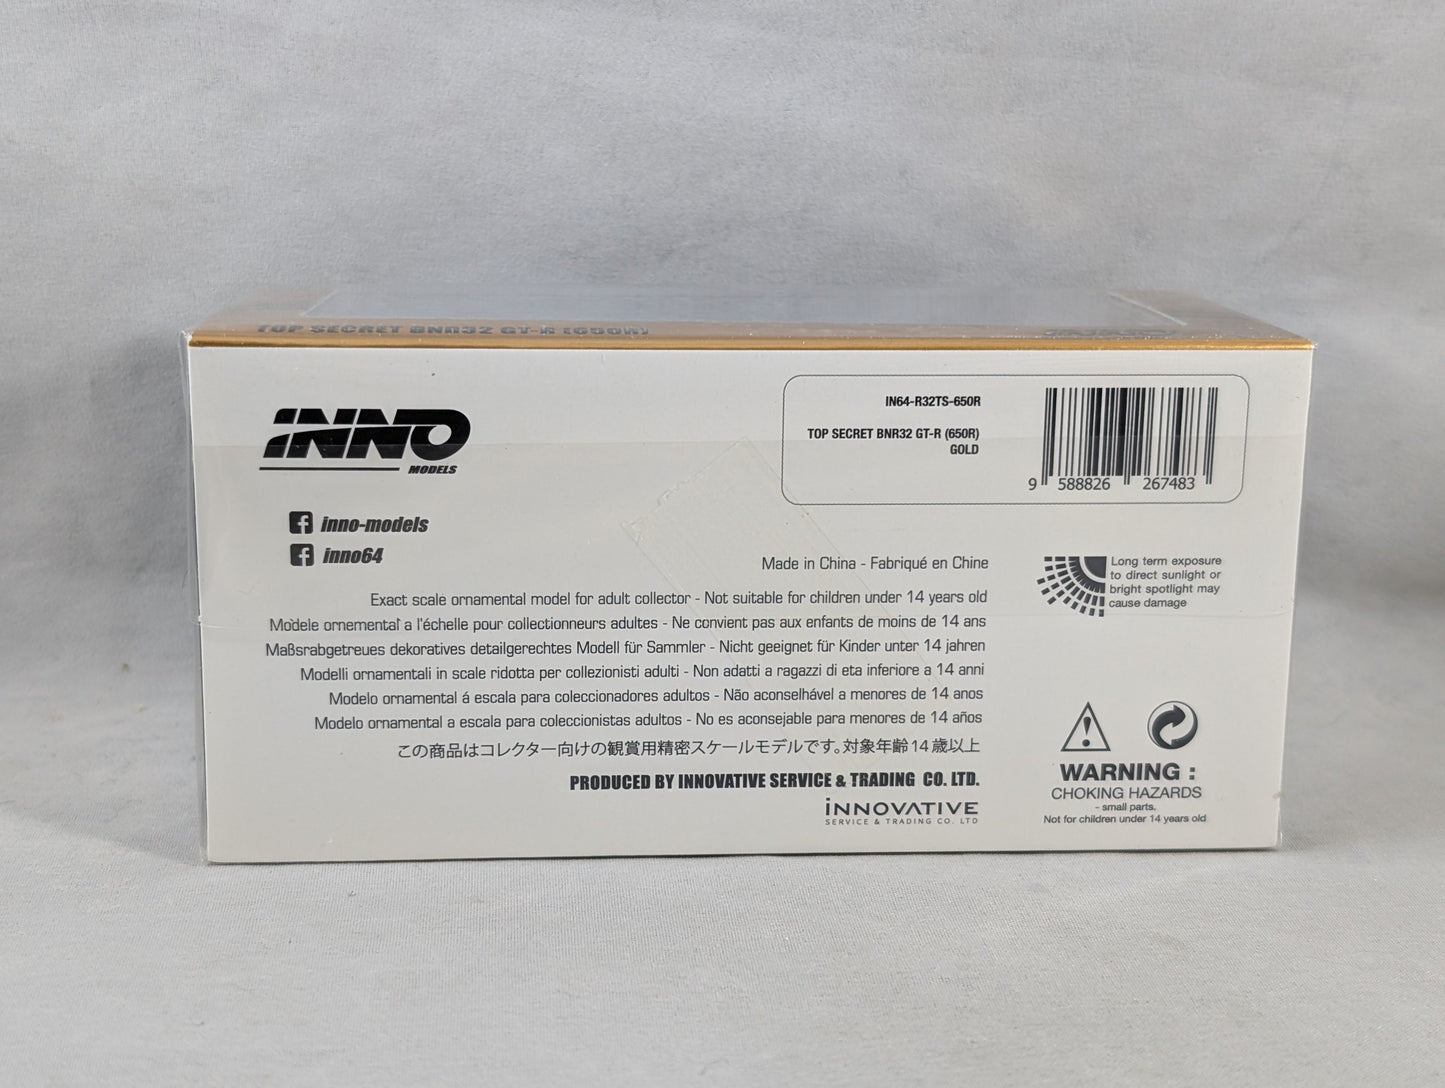 TOP SECRET BNR32 GT-R (650R)
INNO
MODELS
IN64-R32TS-650R
TOP SECRET BNR32 GT-R (650R)
GOLD
9 588826 267483
inno-models
inno64
Made in China - Fabriqué en Chine
Exact scale ornamental model for adult collector - Not suitable for children under 14 years old
Modele ornemental a l'échelle pour collectionneurs adultes - Ne convient pas aux enfants de moins de 14 ans
Maßsrabgetreues dekoratives detailgerechtes Modell für Sammler - Nicht geeignet für Kinder unter 14 jahren
Modelli ornamentali in scale ridotta per collezionisti adulti - Non adatti a ragazzi di eta inferiore a 14 anni
Modelo ornamental á escala para coleccionadores adultos - Não aconselhável a menores de 14 anos
Modelo ornamental a escala para coleccionistas adultos - No es aconsejable para menores de 14 años
この商品はコレクター向けの観賞用精密スケールモデルです。対象年齢14歳以上
PRODUCED BY INNOVATIVE SERVICE & TRADING CO. LTD.
INNOVATIVE
SERVICE & TRADING CO. LTD
Long term exposure
to direct sunlight or
bright spotlight may
cause damage
WARNING :
CHOKING HAZARDS
- small parts.
Not for children under 14 years old